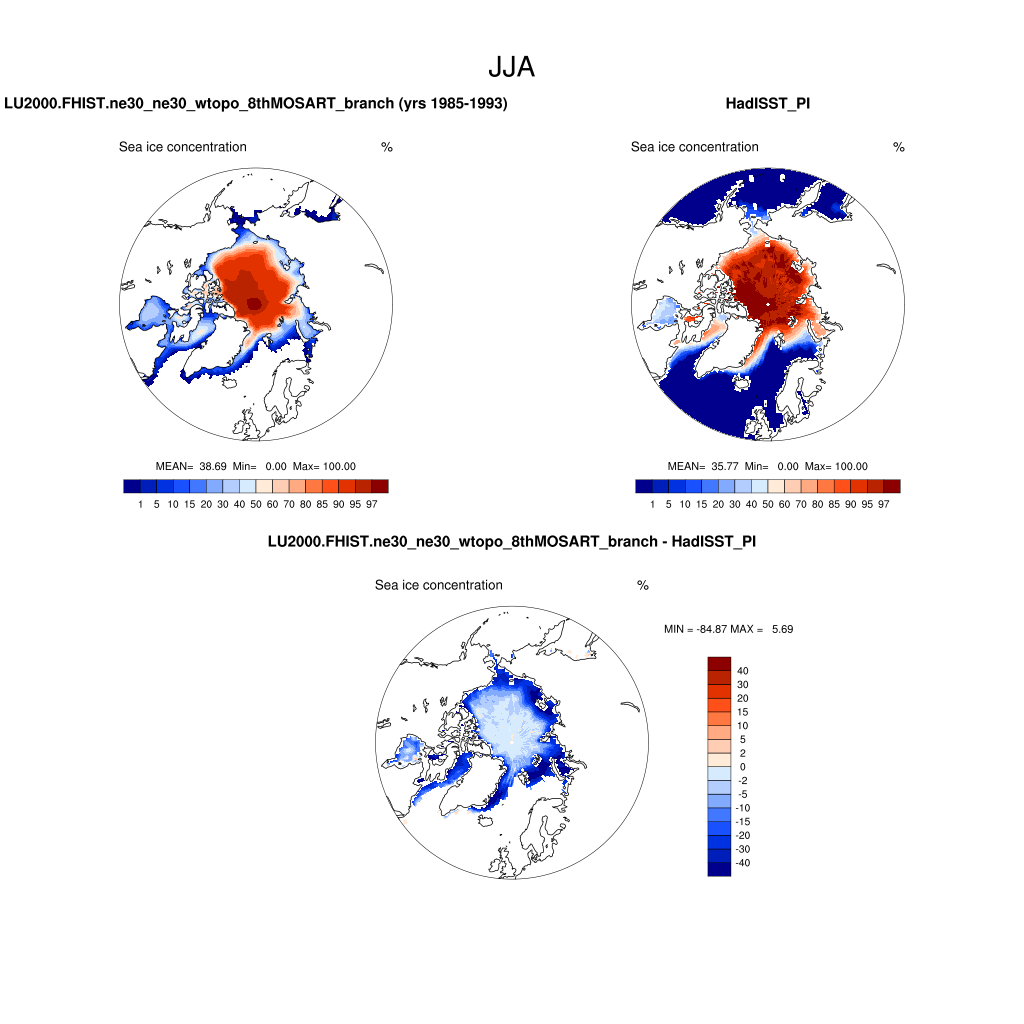 JJA
LU2000.FHIST.ne30_ne30_wtopo_8thMOSART_branch (yrs 1985-1993)
Sea ice concentration %
MEAN= 38.69 Min= 0.00 Max= 100.00
1 5 10 15 20 30 40 50 60 70 80 85 90 95 97
HadISST_PI
Sea ice concentration %
MEAN= 35.77 Min= 0.00 Max= 100.00
1 5 10 15 20 30 40 50 60 70 80 85 90 95 97
LU2000.FHIST.ne30_ne30_wtopo_8thMOSART_branch - HadISST_PI
Sea ice concentration %
MIN = -84.87 MAX = 5.69
40
30
20
15
10
5
2
0
-2
-5
-10
-15
-20
-30
-40